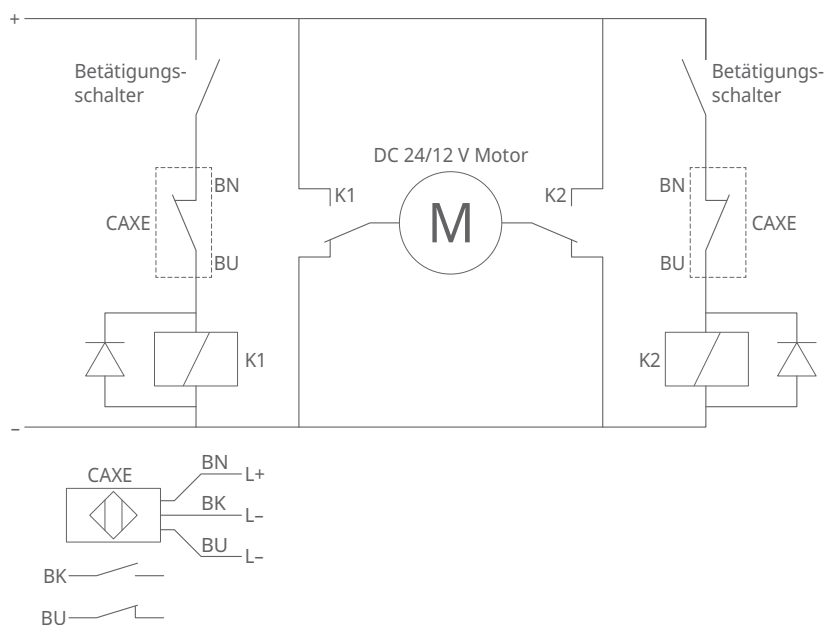 +
Betätigungs-
schalter
Betätigungs-
schalter
DC 24/12 V Motor
BN
K1
M
K2
BN
CAXE
CAXE
BU
BU
K1
K2
–
CAXE
BN
L+
BK
L–
BU
L–
BK
BU